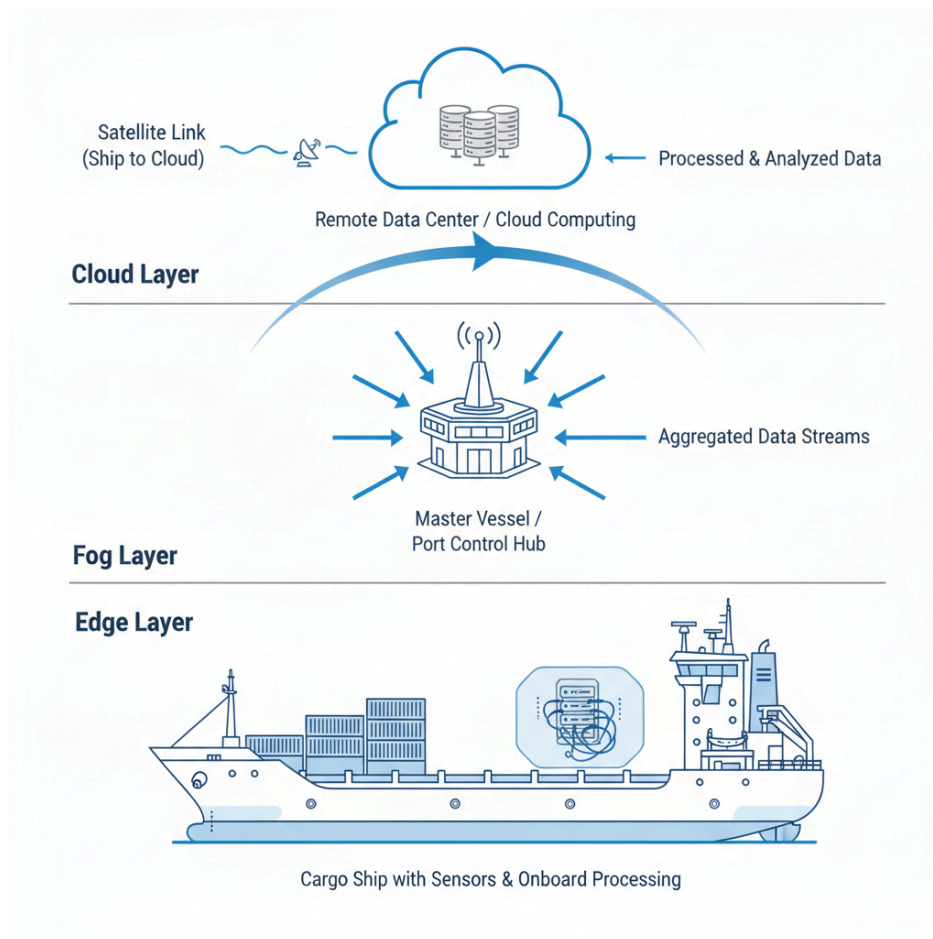 Satellite Link
(Ship to Cloud)
Processed & Analyzed Data
Remote Data Center / Cloud Computing
Cloud Layer
Aggregated Data Streams
Master Vessel /
Port Control Hub
Fog Layer
Edge Layer
Cargo Ship with Sensors & Onboard Processing